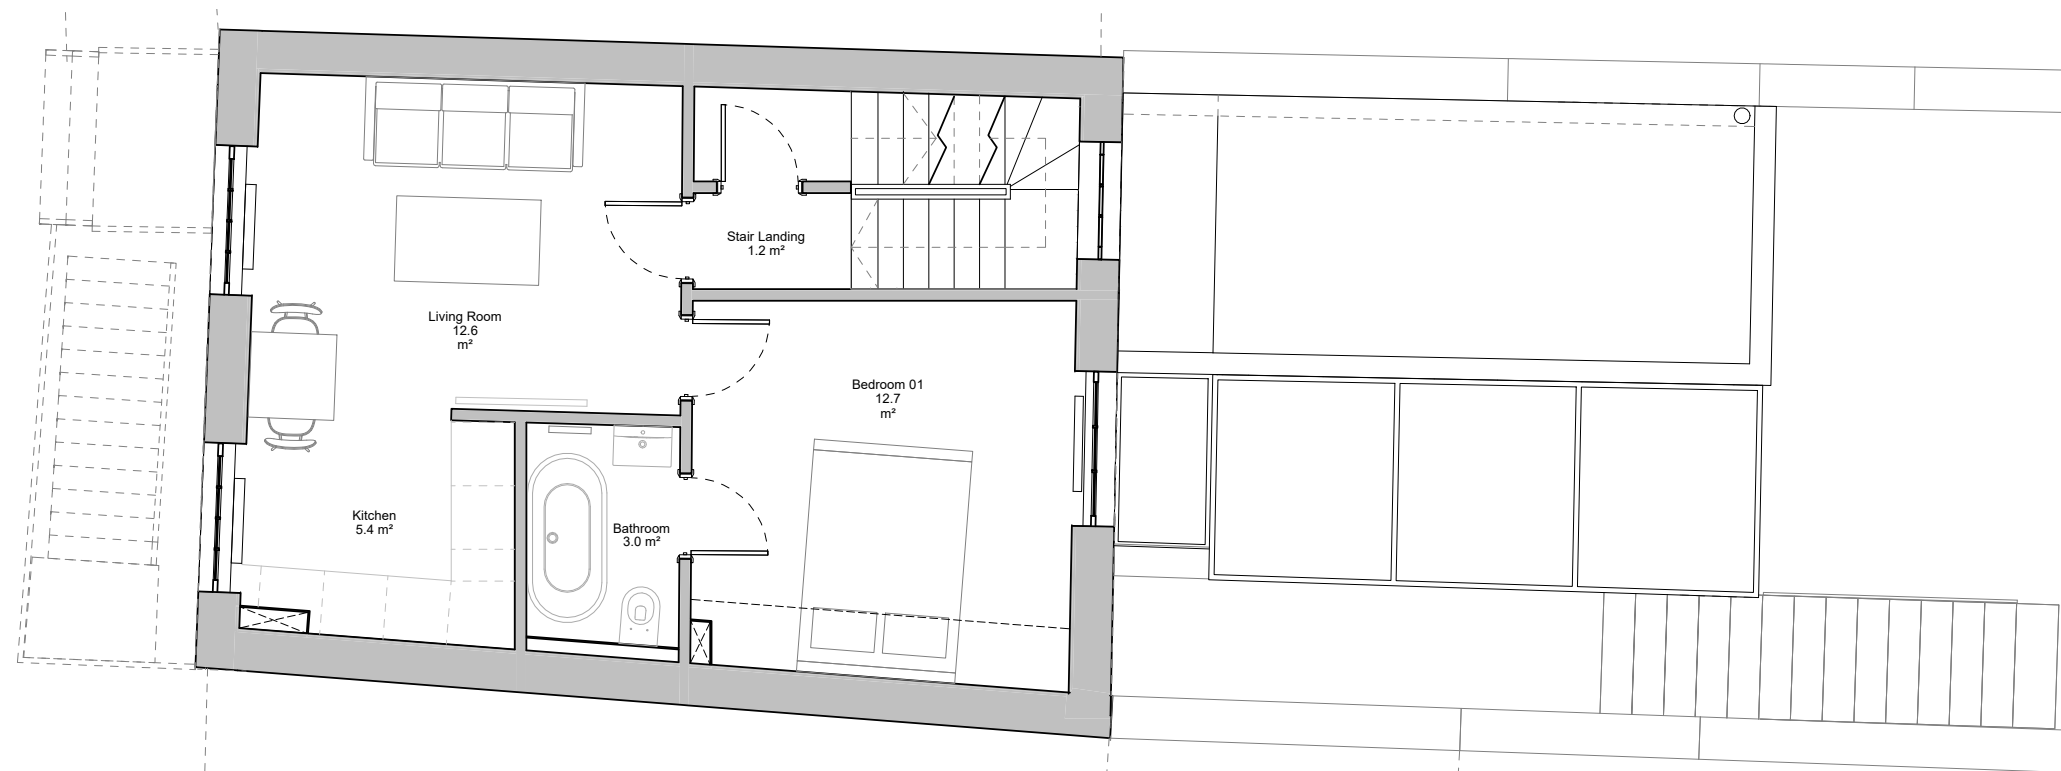 Stair Landing
1.2 m²
Living Room
12.6
m²
Bedroom 01
12.7
m²
Kitchen
5.4 m²
Bathroom
3.0 m²